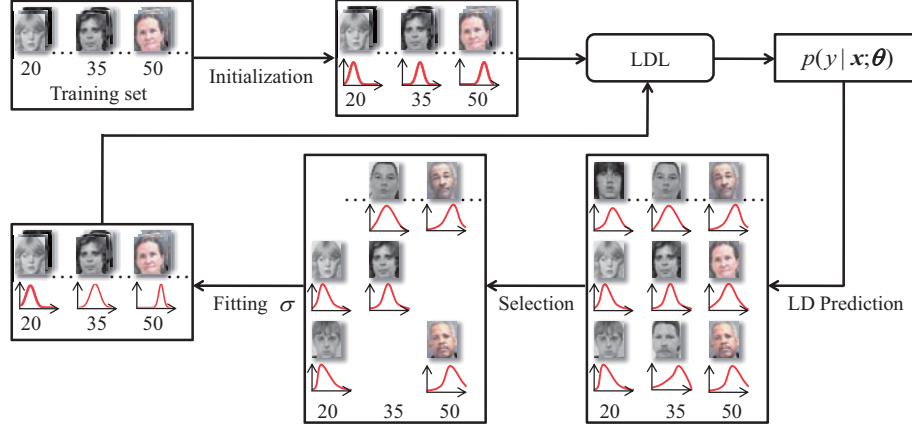 20 35 50
Training set
Initialization
20 35 50
LDL
p(y | x;θ)
20 35 50
Fitting σ
20 35 50
Selection
20 35 50
LD Prediction